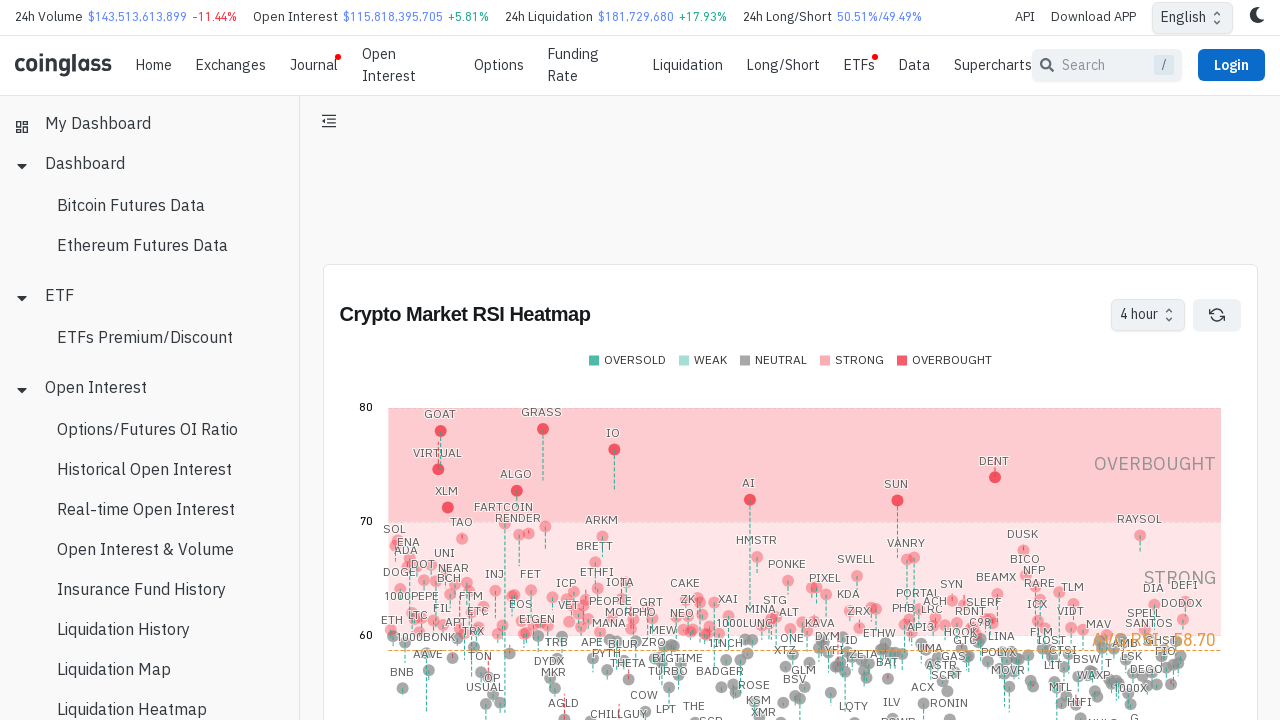 24h Volume $143,513,613,899 -11.44% Open Interest $115,818,395,705 +5.81% 24h Liquidation $181,729,680 +17.93% 24h Long/Short 50.51%/49.49% API Download APP English
coinglass Home Exchanges Journal Open Interest Options Funding Rate Liquidation Long/Short ETFs Data Supercharts Search / Login
My Dashboard
Dashboard
Bitcoin Futures Data
Ethereum Futures Data
ETF
ETFs Premium/Discount
Open Interest
Options/Futures OI Ratio
Historical Open Interest
Real-time Open Interest
Open Interest & Volume
Insurance Fund History
Liquidation History
Liquidation Map
Liquidation Heatmap
Crypto Market RSI Heatmap
4 hour
OVERSOLD WEAK NEUTRAL STRONG OVERBOUGHT
80
GOAT GRASS
IO
VIRTUAL DENT OVERBOUGHT
ALGO
AI SUN
XLM
FARTCOIN
70
TAO RENDER ARKM RAYSOL
SOL DUSK
ENA BRETT HMSTR VANRY
ADA UNI SWELL BICO
DOT NEAR PONKE NFP
DOGE BCH INJ FET ETHFI PIXEL BEAMX STRONG
ICP IOTA CAKE SYN RARE TLM DIA DEFI
1000PEPE FTM PEOPLE GRT XAI STG KDA PORTAL SLERF
FIL ETC EOS VET MORPHO ZK MINA ALT ZRX PHB ACH LRC RDNT ICX VIDT DODOX
ETH LTC APT EIGEN MANA NEO 1000LUNC KAVA API3 C98 MAV SPELL SANTOS
60
1000BONK TRX TRB APE BLUR ZRO MEW 1INCH ONE DYM ID ETHW HOOK GTC LINA FLM IOST
AAVE TON PYTH THETA BIGTIME XTZ YFI ZETA BAT UMA GAS POLYX CTSI BSW T LSK FIO
BNB OP DYDX MKR TURBO BADGER GLM BSV ASTR SCRT MOVR LIT WAXP DEGO
USUAL COW ROSE ACX MTL 1000X
AGLD LPT THE KSM LQTY ILV RONIN HIFI
CHILLGUY XMR
G